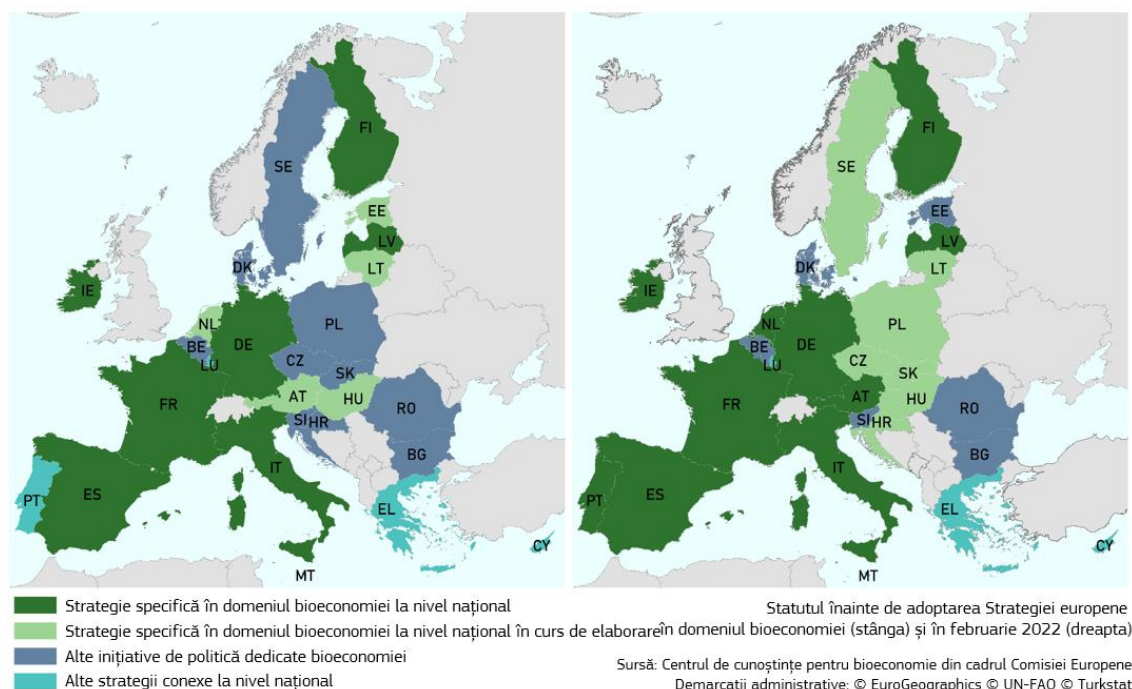 FI
SE
EE
LV
LT
DK
IE
NL
BE
LU
DE
PL
CZ
SK
AT
HU
FR
SI
HR
RO
BG
IT
PT
ES
EL
CY
MT
FI
SE
EE
LV
LT
DK
IE
NL
BE
LU
DE
PL
CZ
SK
AT
HU
FR
SI
HR
RO
BG
IT
PT
ES
EL
CY
MT
Strategie specifică în domeniul bioeconomiei la nivel național
Strategie specifică în domeniul bioeconomiei la nivel național în curs de elaborare
Alte inițiative de politică dedicate bioeconomiei
Alte strategii conexe la nivel național
Statutul înainte de adoptarea Strategiei europene
în domeniul bioeconomiei (stânga) și în februarie 2022 (dreapta)
Sursă: Centrul de cunoștințe pentru bioeconomie din cadrul Comisiei Europene
Demarcații administrative: © EuroGeographics © UN-FAO © Turkstat